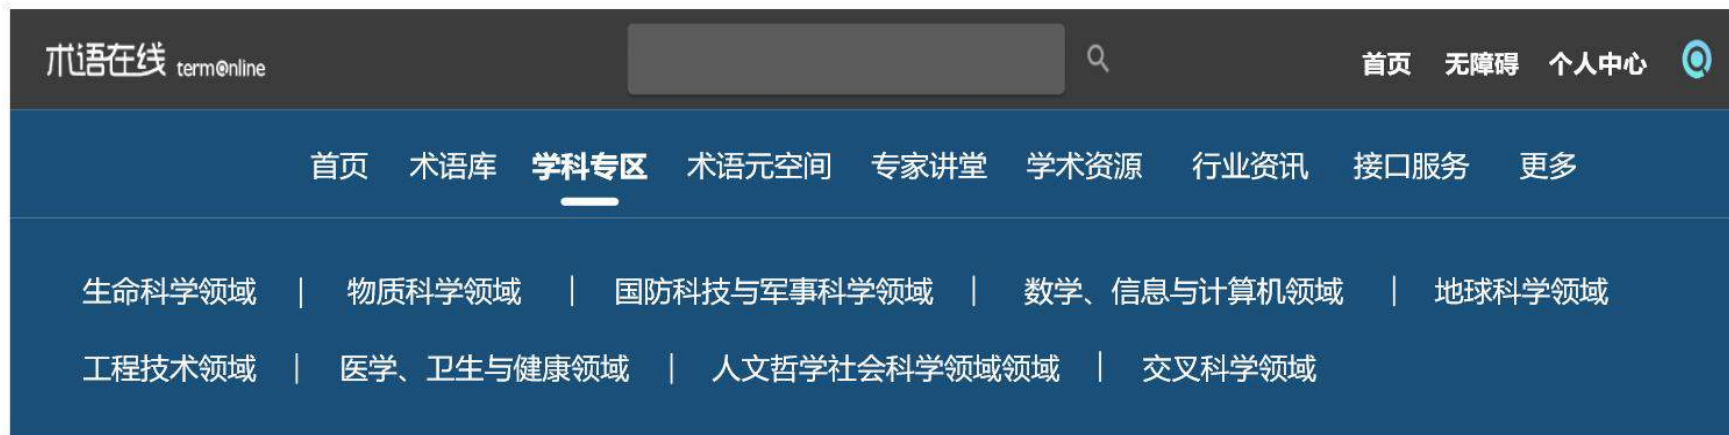 术语在线 term@nline 首页 无障碍 个人中心
首页 术语库 学科专区 术语元空间 专家讲堂 学术资源 行业资讯 接口服务 更多
生命科学领域 | 物质科学领域 | 国防科技与军事科学领域 | 数学、信息与计算机领域 | 地球科学领域
工程技术领域 | 医学、卫生与健康领域 | 人文哲学社会科学领域领域 | 交叉科学领域